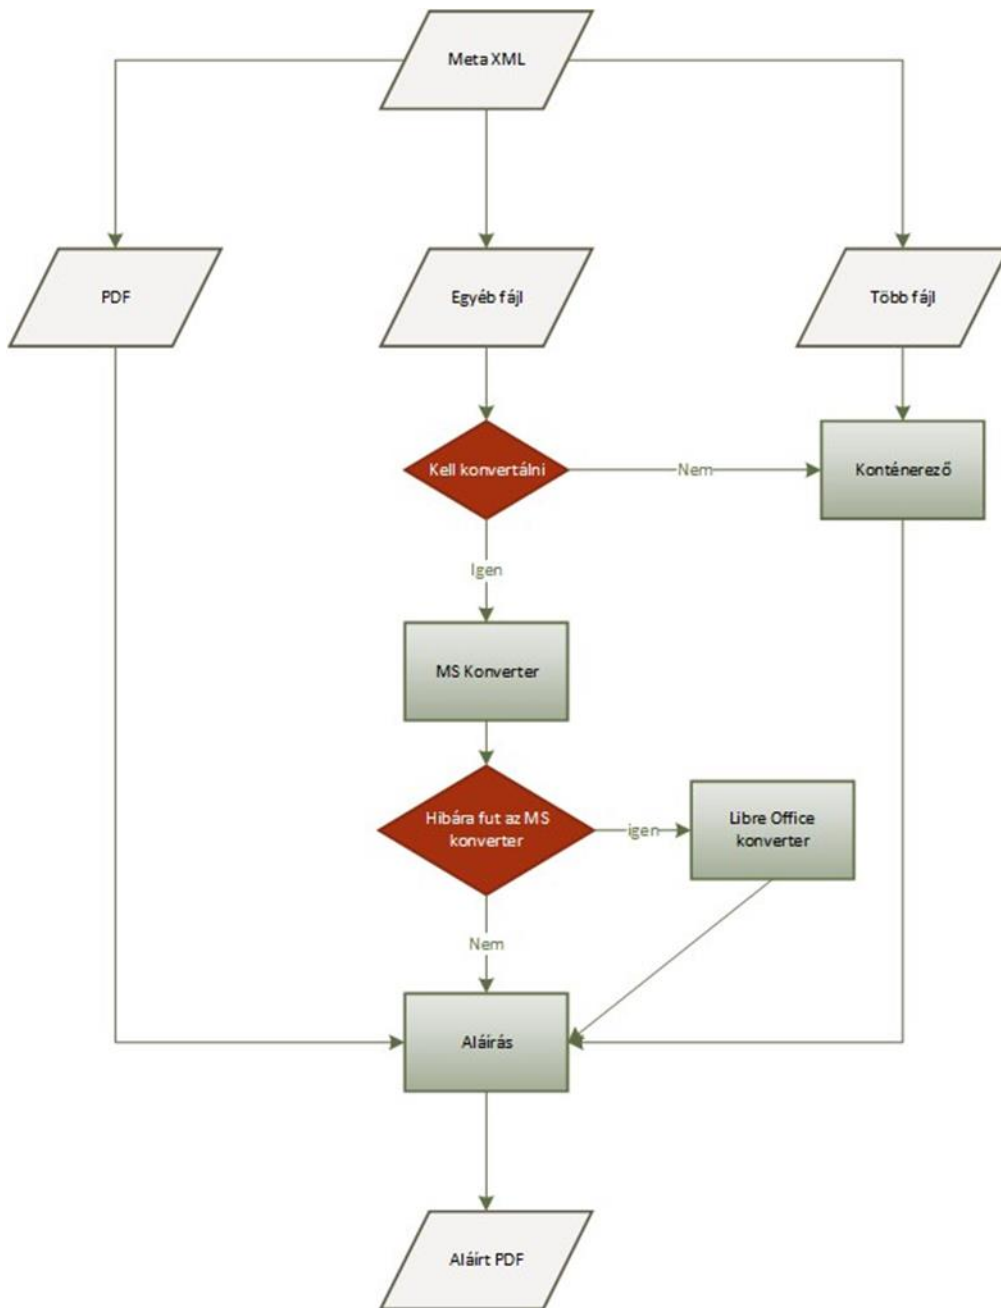 Meta XML
PDF
Egyéb fájl
Több fájl
Kell konvertálni
Nem
Konténerező
Igen
MS Konverter
Hibára fut az MS
konverter
igen
Libre Office
konverter
Nem
Aláírás
Aláírt PDF